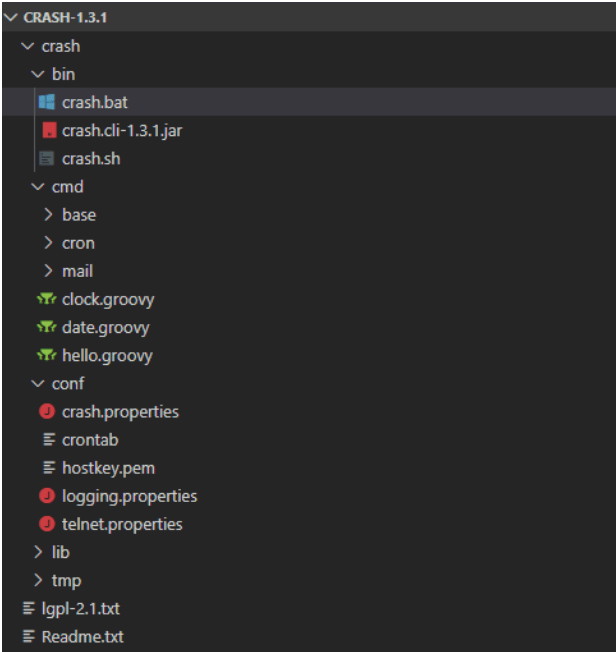 CRASH-1.3.1
crash
bin
crash.bat
crash.cli-1.3.1.jar
crash.sh
cmd
base
cron
mail
clock.groovy
date.groovy
hello.groovy
conf
crash.properties
crontab
hostkey.pem
logging.properties
telnet.properties
lib
tmp
lgpl-2.1.txt
Readme.txt